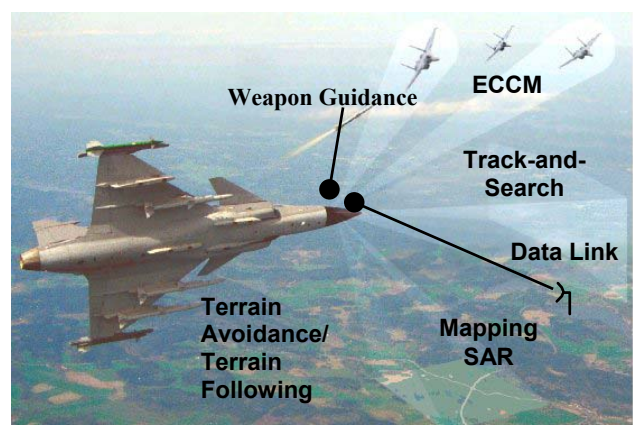 Weapon Guidance
ECCM
Track-and-
Search
Data Link
Terrain
Avoidance/
Terrain
Following
Mapping
SAR